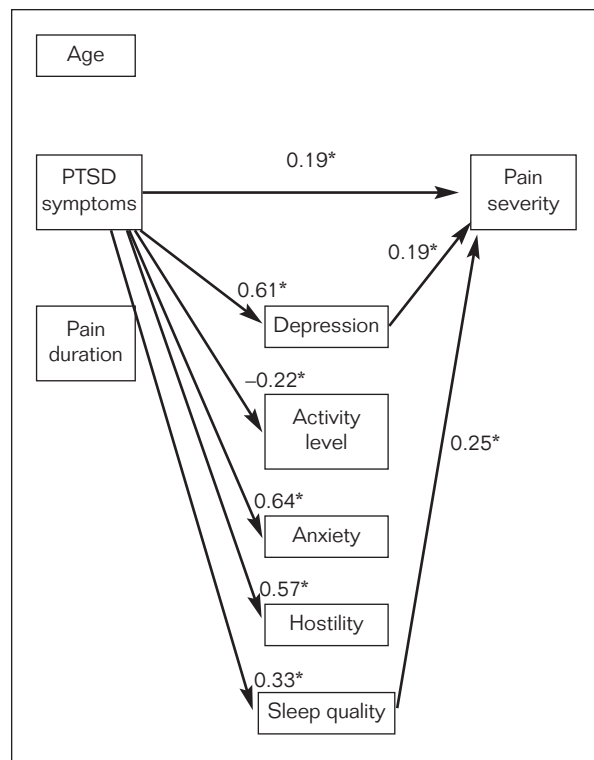 Age
0.19*
PTSD
symptoms
Pain
severity
0.19*
0.61*
Depression
Pain
duration
–0.22*
Activity
level
0.25*
0.64*
Anxiety
0.57*
Hostility
0.33*
Sleep quality